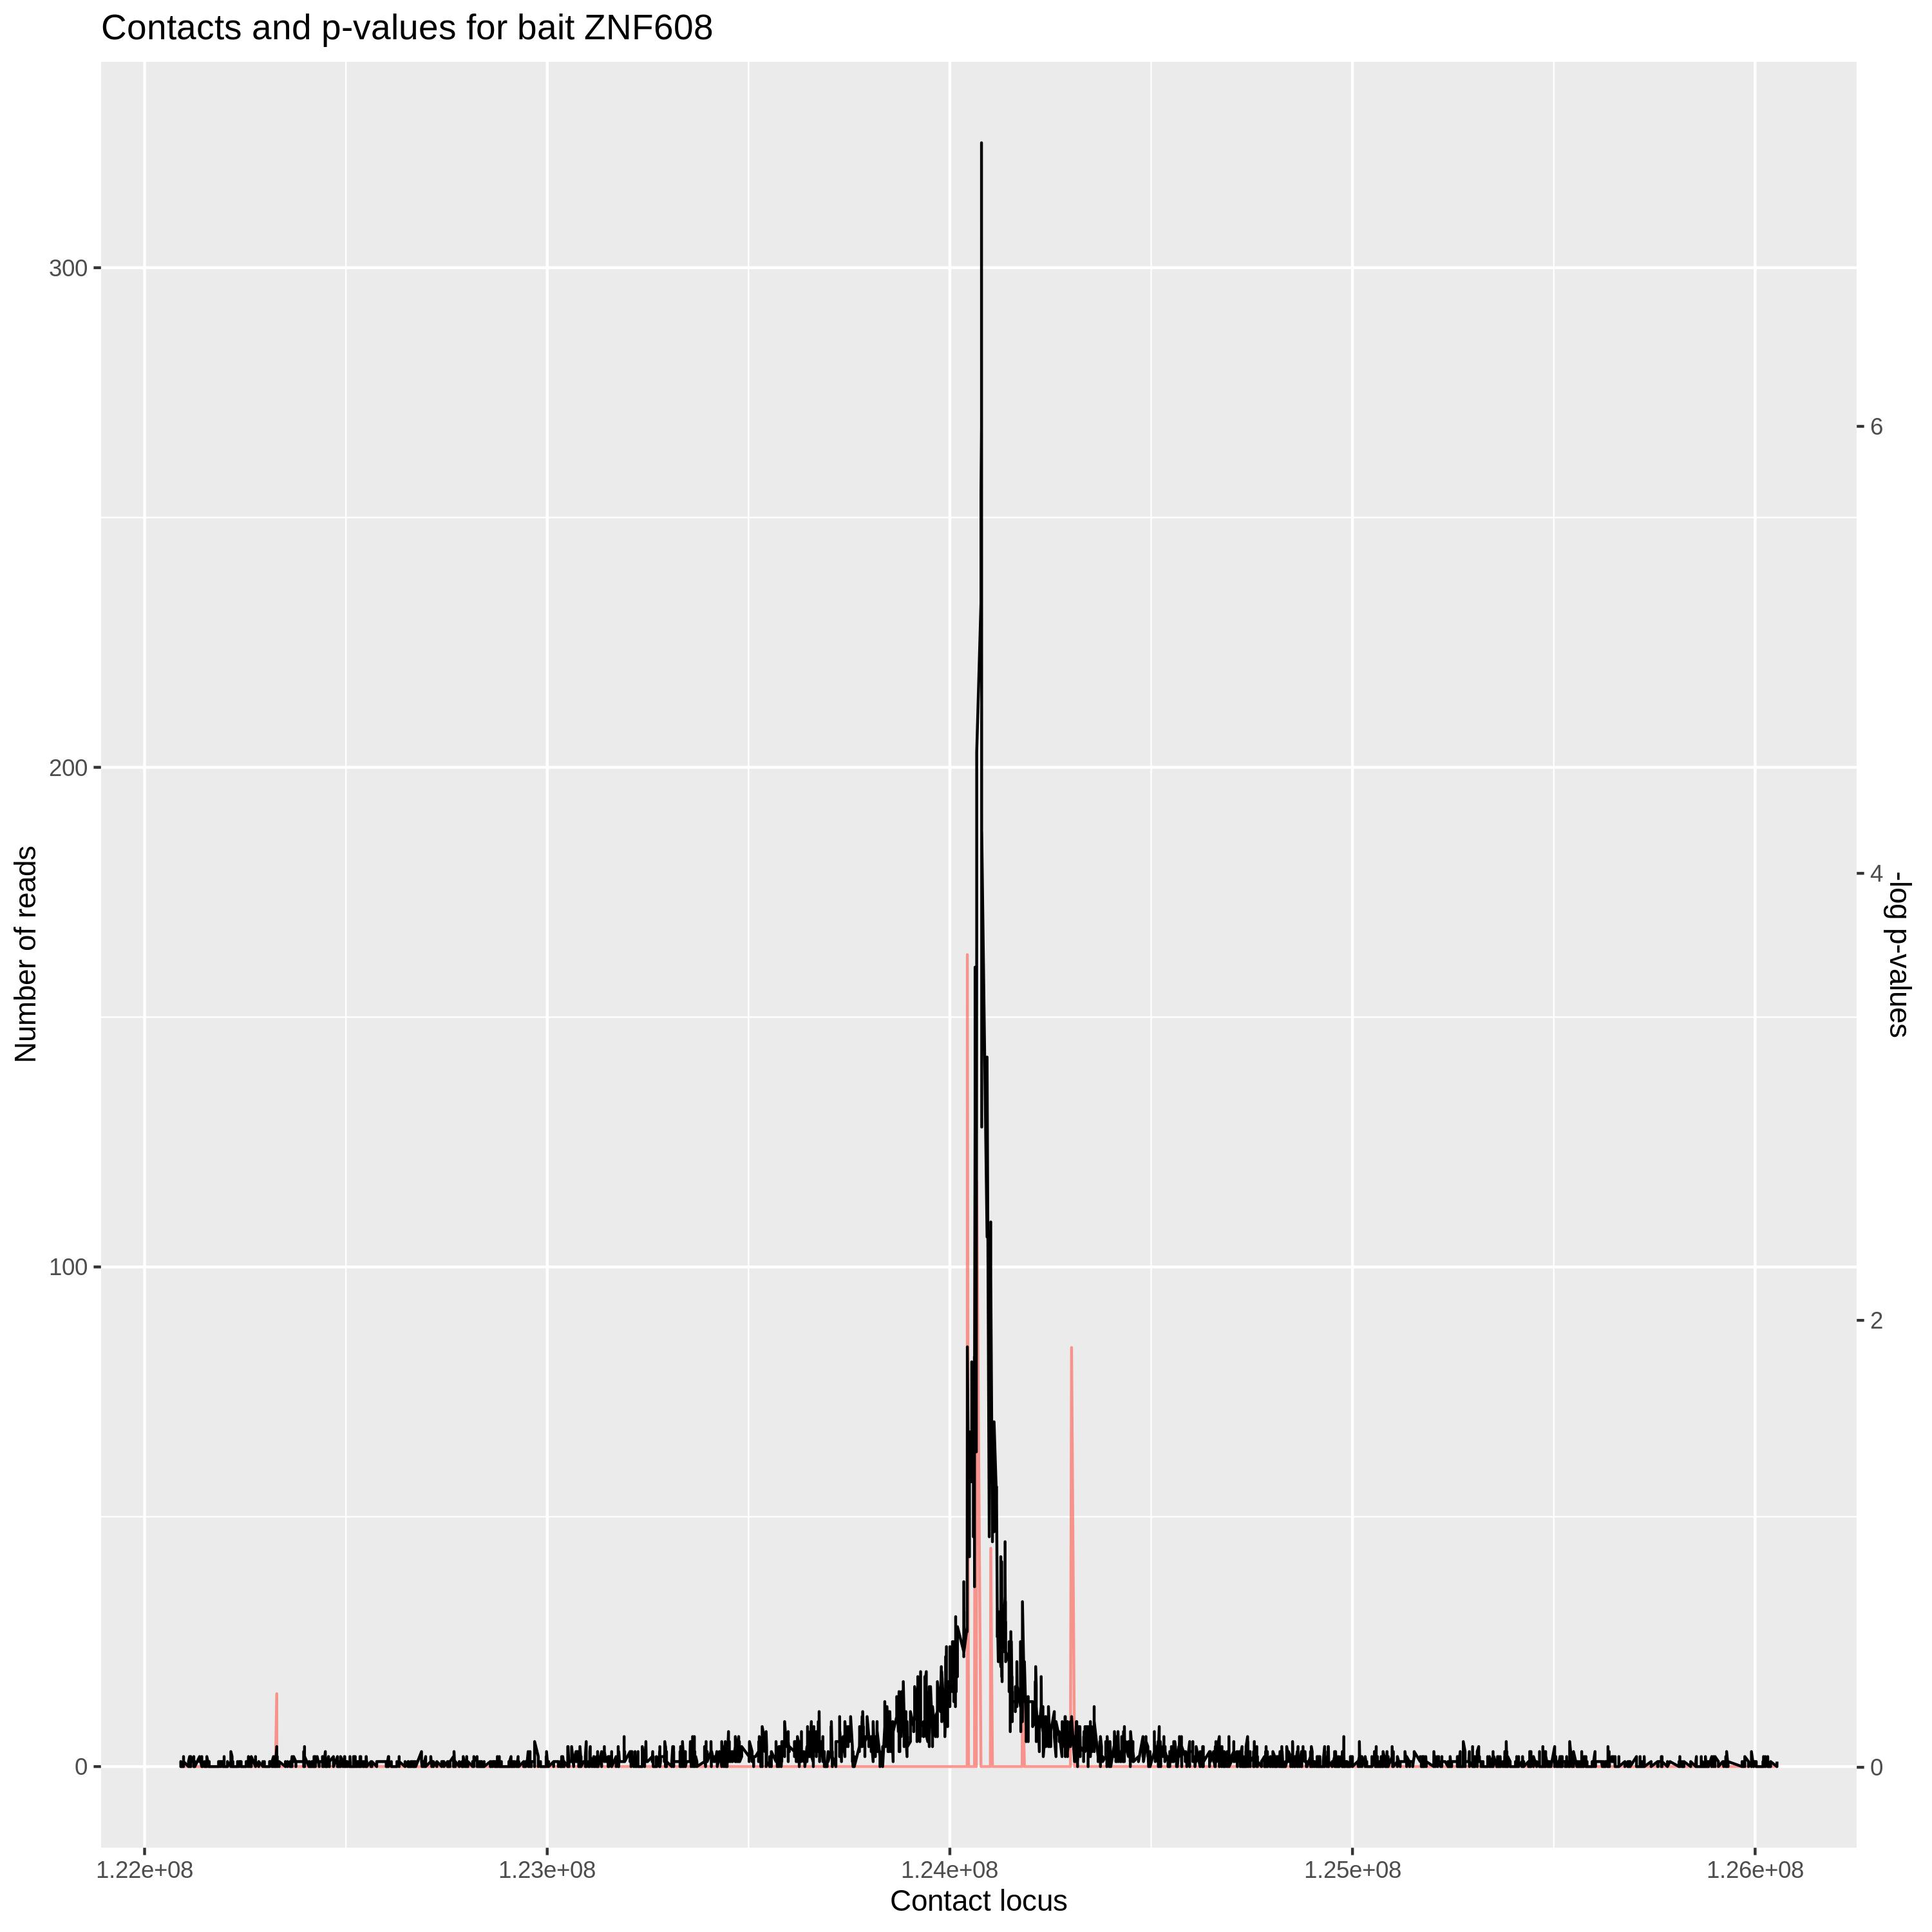 Contacts and p-values for bait ZNF608
300
200
100
0
Number of reads
6
4
2
0
-log p-values
1.22e+08 1.23e+08 1.24e+08 1.25e+08 1.26e+08
Contact locus